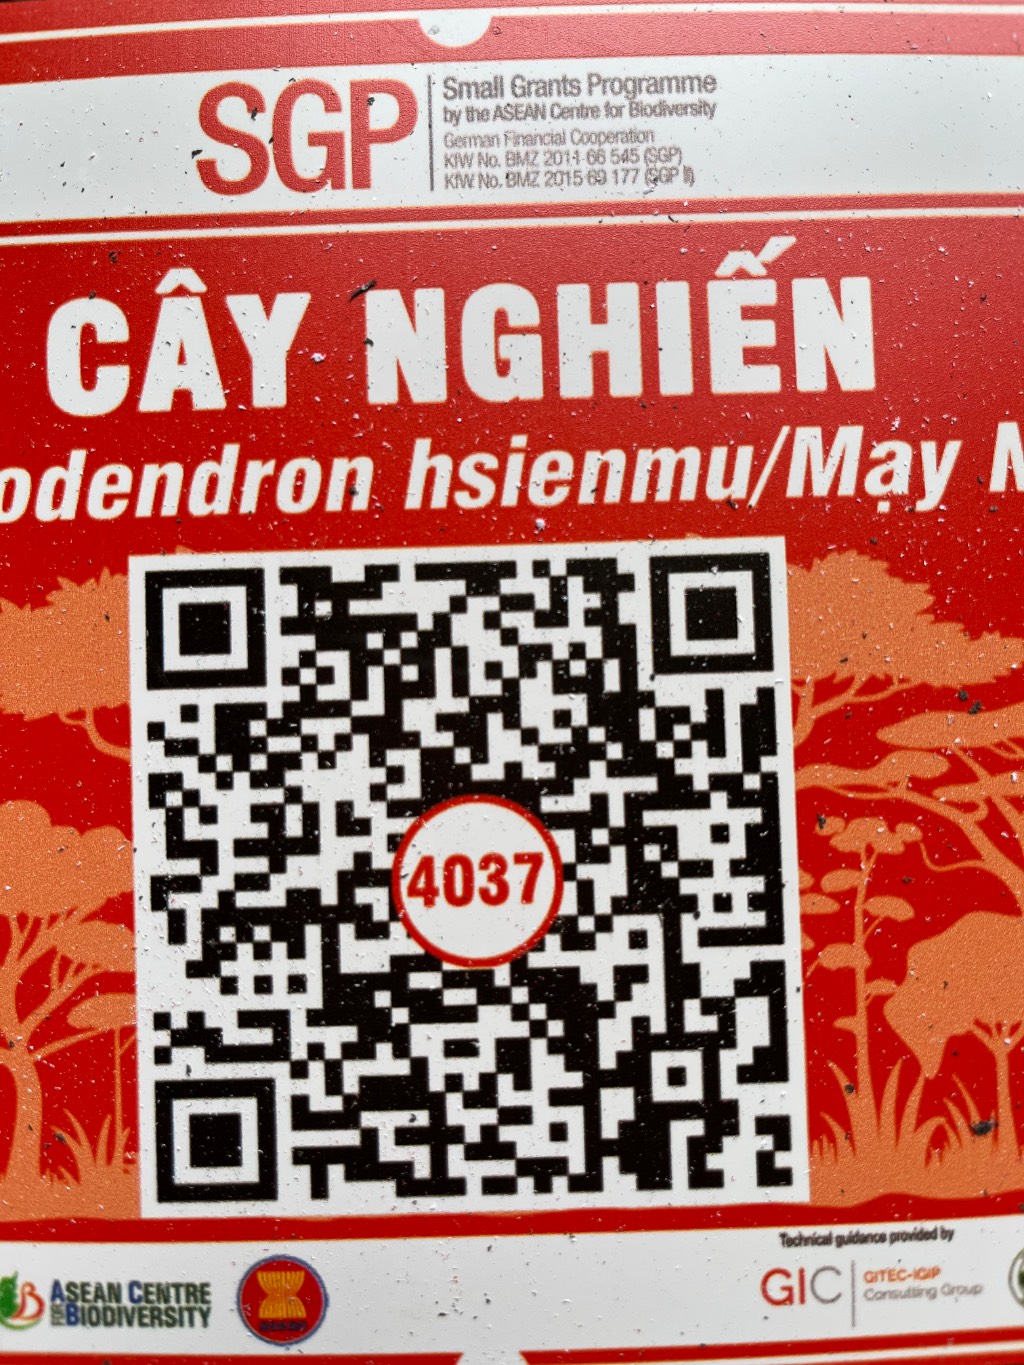 SGP
Small Grants Programme
by the ASEAN Centre for Biodiversity
German Financial Cooperation
KfW No. BMZ 2011 66 545 (SGP)
KfW No. BMZ 2015 69 177 (SGP II)
CÂY NGHIẾN
odendron hsienmu/Mạy N
4037
ASEAN CENTRE
FOR BIODIVERSITY
Technical guidance provided by
GIC
GITEC-IGIP
Consulting Group